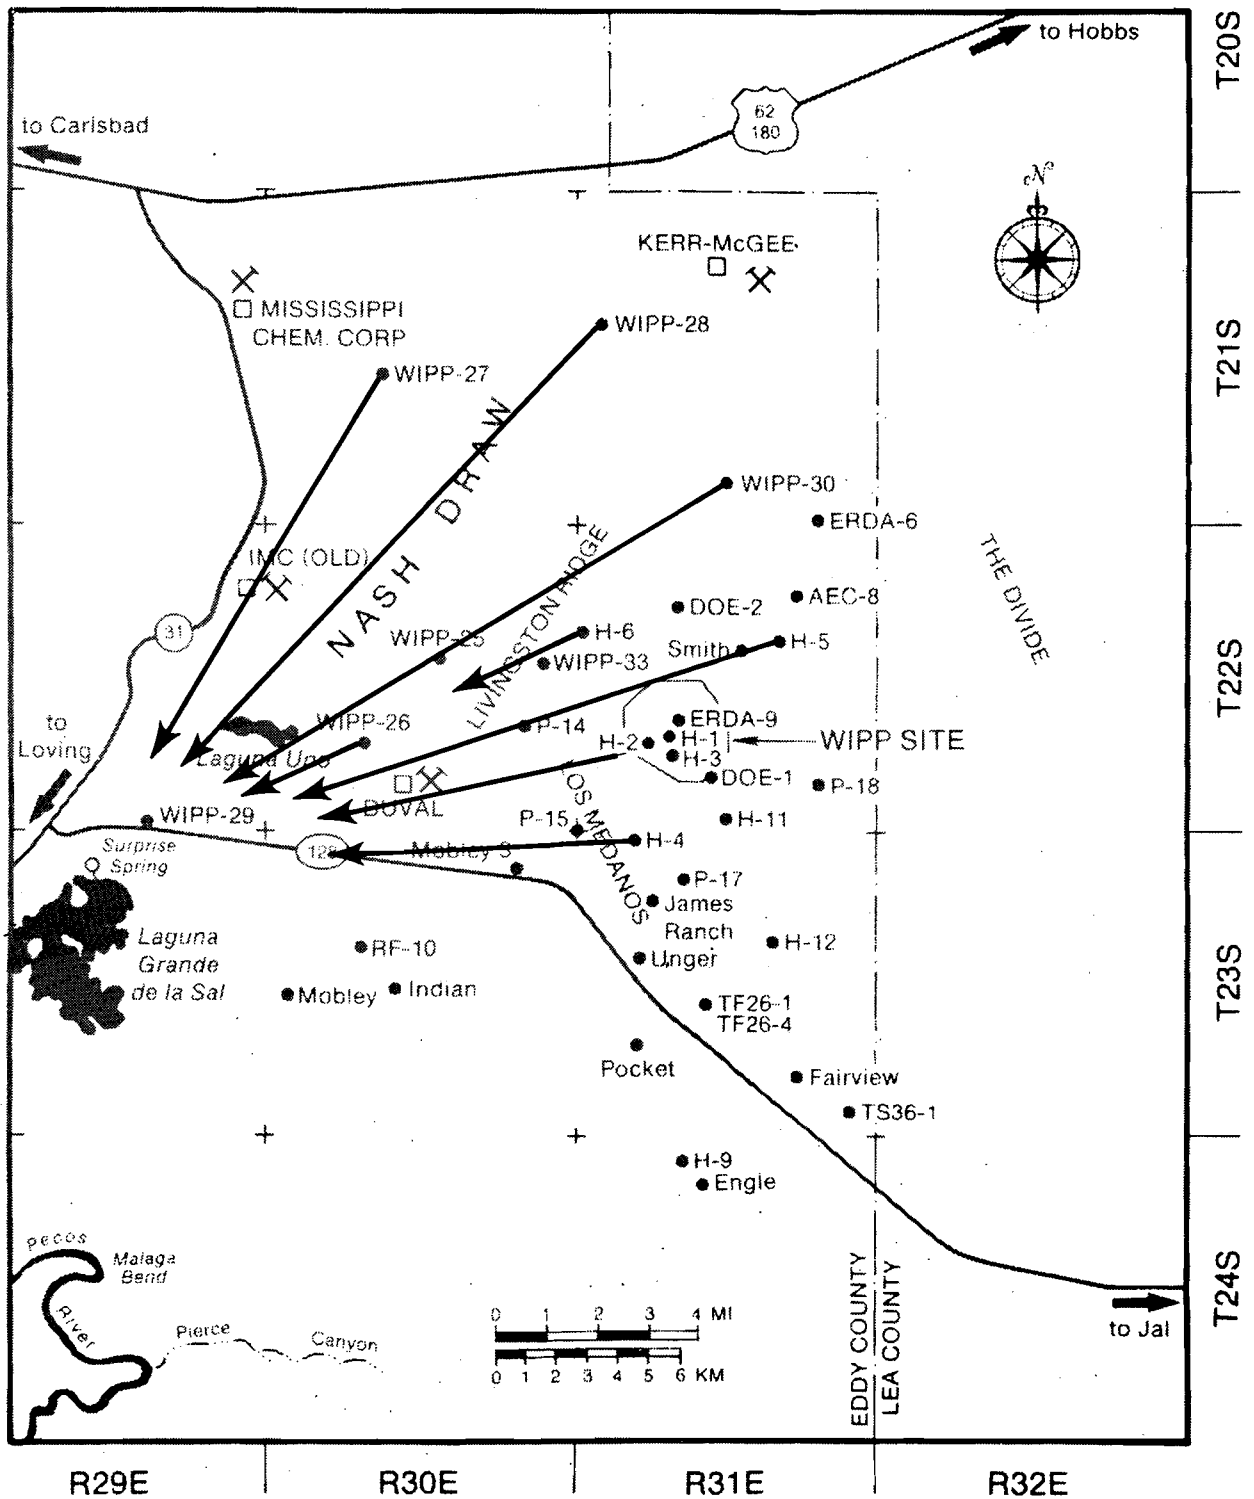 to Hobbs
T20S
62
180
to Carlsbad
N
KERR-McGEE
MISSISSIPPI
CHEM. CORP
WIPP-28
T21S
WIPP-27
NASH DRAW
WIPP-30
ERDA-6
IMC (OLD)
LIVINGSTON RIDGE
THE DIVIDE
DOE-2
AEC-8
31
WIPP-25
H-6
Smith
H-5
WIPP-33
T22S
to
Loving
WIPP-26
P-14
ERDA-9
H-2
H-1
WIPP SITE
Laguna Uno
H-3
DOE-1
P-18
DUVAL
LOS MEDANOS
WIPP-29
P-15
H-11
Surprise
Spring
128
Mobley 3
H-4
P-17
James
Ranch
Laguna
Grande
de la Sal
RF-10
H-12
Unger
Mobley
Indian
TF26-1
TF26-4
T23S
Pocket
Fairview
TS36-1
H-9
Engle
Pecos
River
Malaga
Bend
EDDY COUNTY
LEA COUNTY
T24S
0 1 2 3 4 MI
to Jal
Pierce Canyon
0 1 2 3 4 5 6 KM
R29E R30E R31E R32E